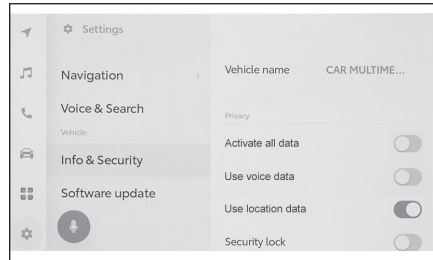 Settings
Navigation
Voice & Search
Vehicle
Info & Security
Software update
Vehicle name CAR MULTIME...
Privacy
Activate all data
Use voice data
Use location data
Security lock